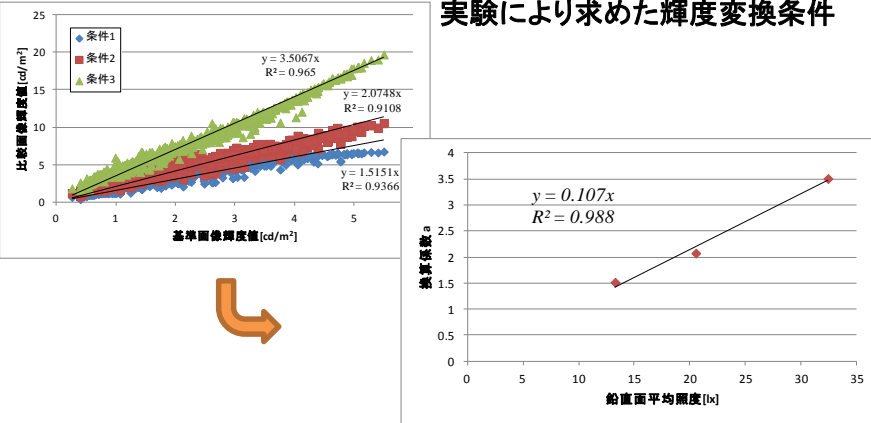 実験により求めた輝度変換条件
比較画像輝度値[cd/m²]
25
20
15
10
5
0
条件1
条件2
条件3
y = 3.5067x
R² = 0.965
y = 2.0748x
R² = 0.9108
y = 1.5151x
R² = 0.9366
0 1 2 3 4 5
基準画像輝度値[cd/m²]
換算係数 a
4
3.5
3
2.5
2
1.5
1
0.5
0
y = 0.107x
R² = 0.988
0 5 10 15 20 25 30 35
鉛直面平均照度[lx]